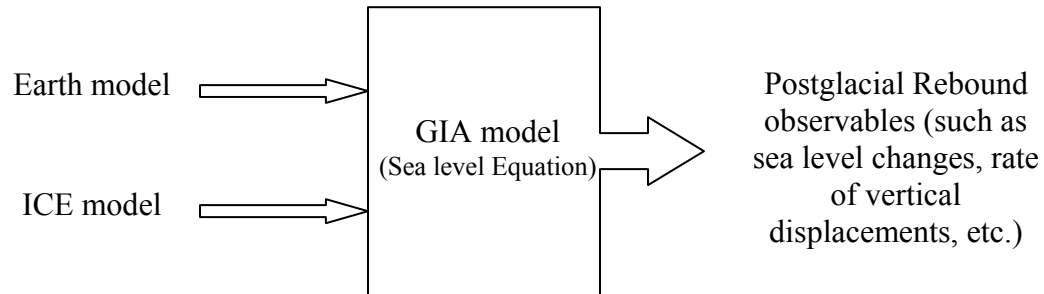 Earth model
ICE model
GIA model
(Sea level Equation)
Postglacial Rebound
observables (such as
sea level changes, rate
of vertical
displacements, etc.)